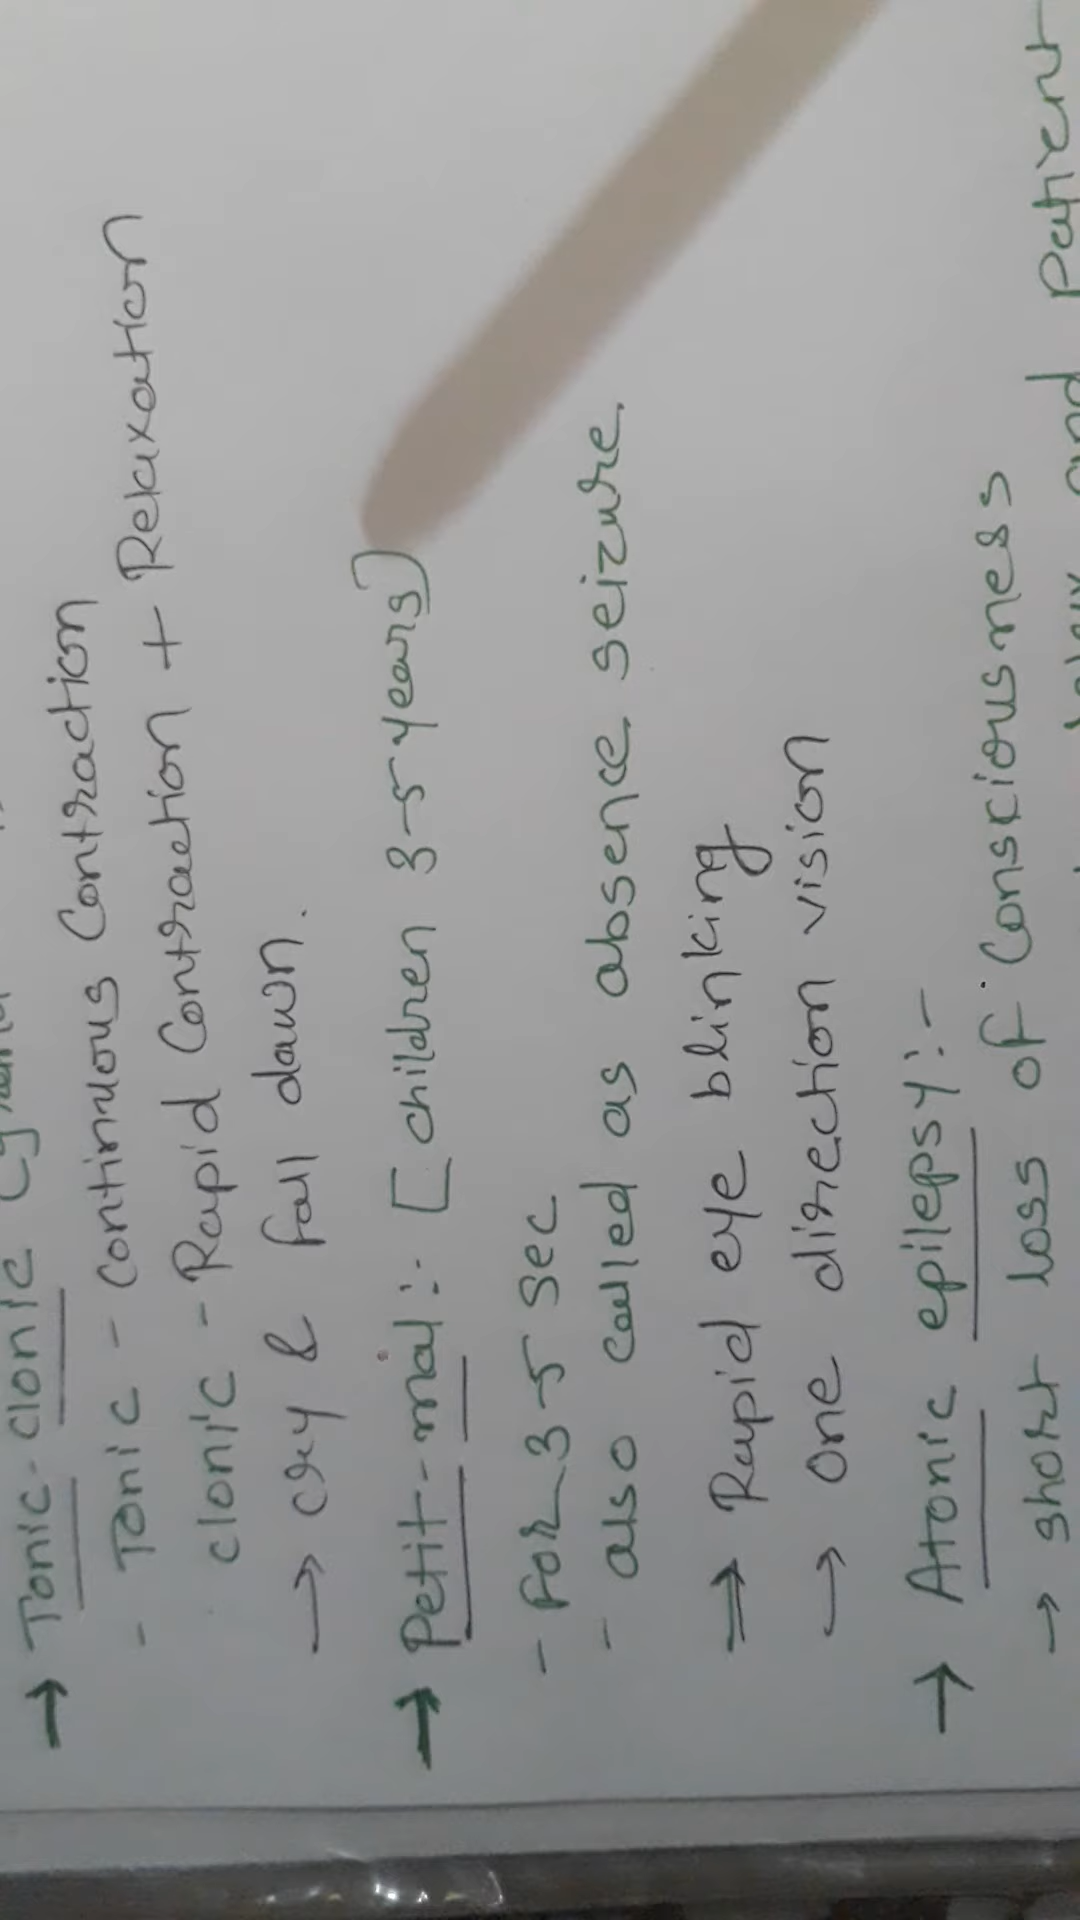 → Tonic-clonic
- Tonic - continuous contraction
clonic - Rapid contraction + Relaxation
→ cry & fall down.
→ Petit-mal :- [children 3-5 years]
- For 3-5 sec
- also called as absence seizure
→ Rapid eye blinking
→ one direction vision
→ Atonic epilepsy :-
→ short loss of consciousness
and patient